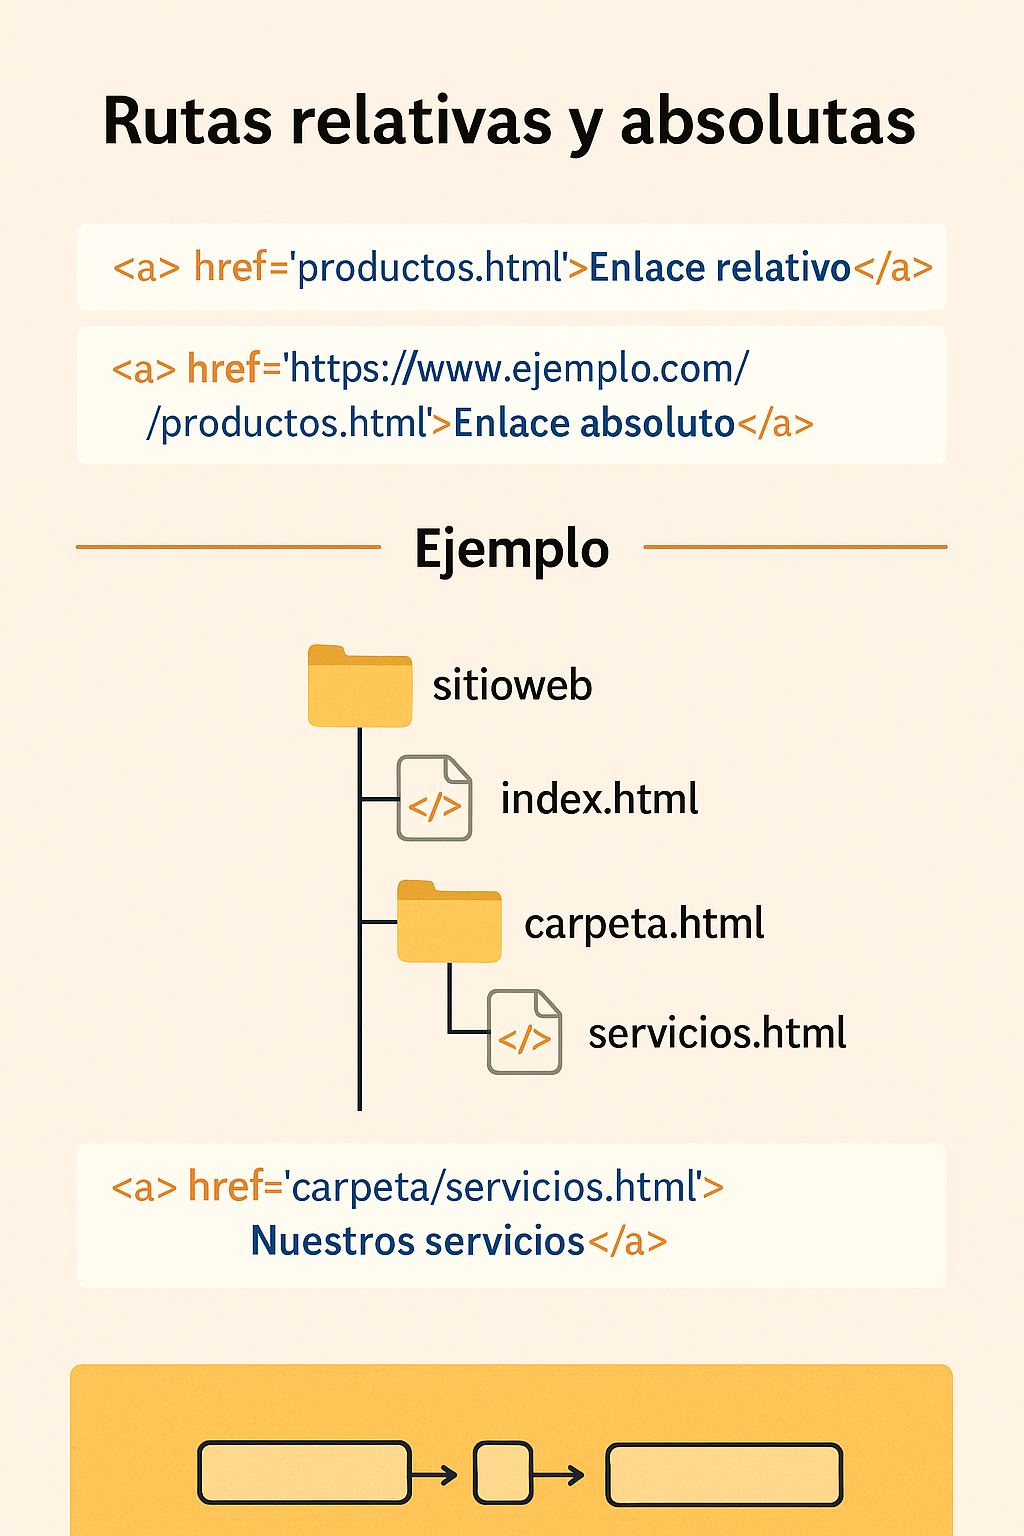 Rutas relativas y absolutas
<a> href='productos.html'>Enlace relativo</a>
<a> href='https://www.ejemplo.com/
/productos.html'>Enlace absoluto</a>
Ejemplo
sitioweb
</> index.html
carpeta.html
</> servicios.html
<a> href='carpeta/servicios.html'>
Nuestros servicios</a>